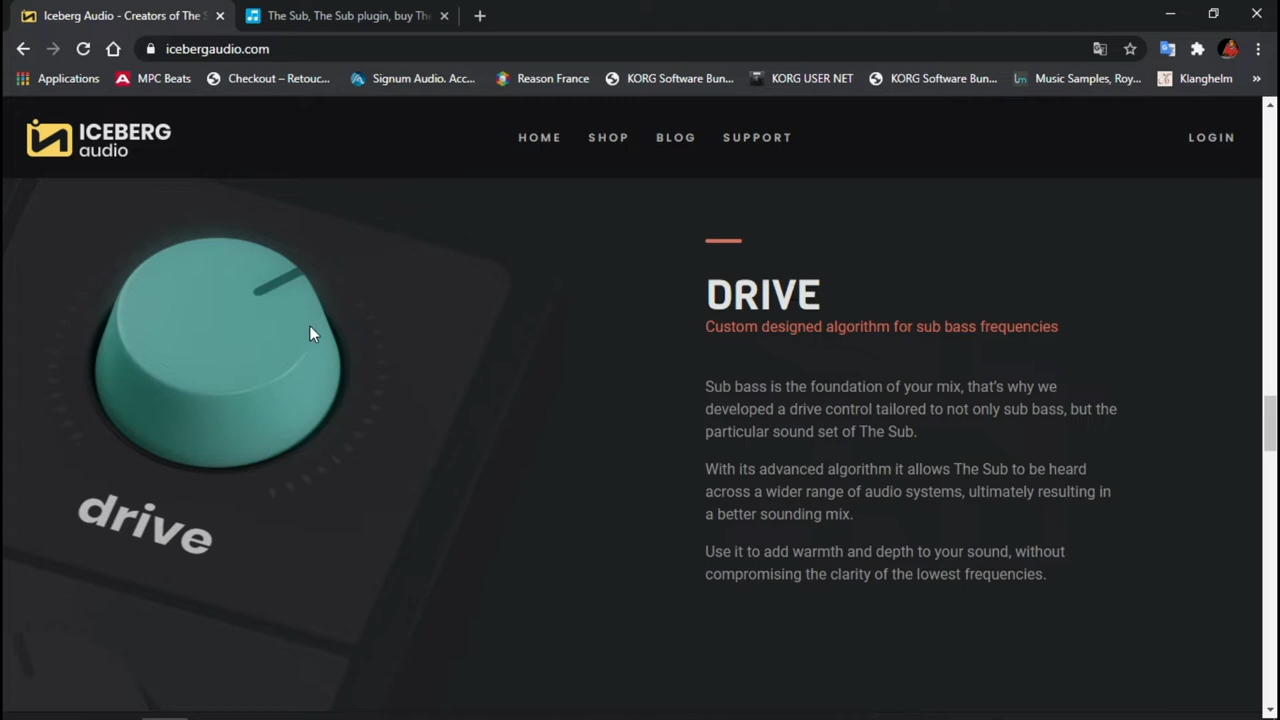 Iceberg Audio - Creators of The S
The Sub, The Sub plugin, buy The
icebergaudio.com
Applications
MPC Beats
Checkout – Retouc...
Signum Audio. Acc...
Reason France
KORG Software Bun...
KORG USER NET
KORG Software Bun...
Music Samples, Roy...
Klanghelm
»
ICEBERG
audio
HOME
SHOP
BLOG
SUPPORT
LOGIN
DRIVE
Custom designed algorithm for sub bass frequencies
Sub bass is the foundation of your mix, that's why we
developed a drive control tailored to not only sub bass, but the
particular sound set of The Sub.
With its advanced algorithm it allows The Sub to be heard
across a wider range of audio systems, ultimately resulting in
a better sounding mix.
Use it to add warmth and depth to your sound, without
compromising the clarity of the lowest frequencies.
drive